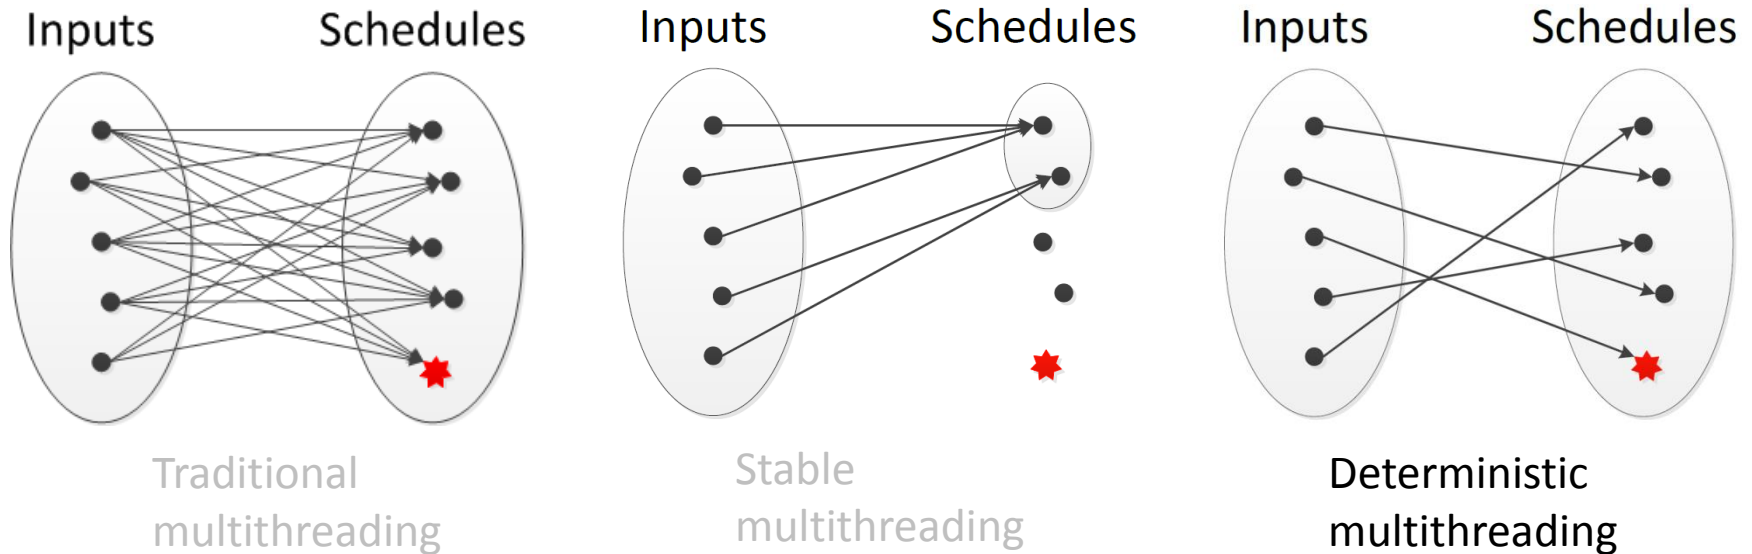 Inputs Schedules
Inputs Schedules
Inputs Schedules
Traditional
multithreading
Stable
multithreading
Deterministic
multithreading